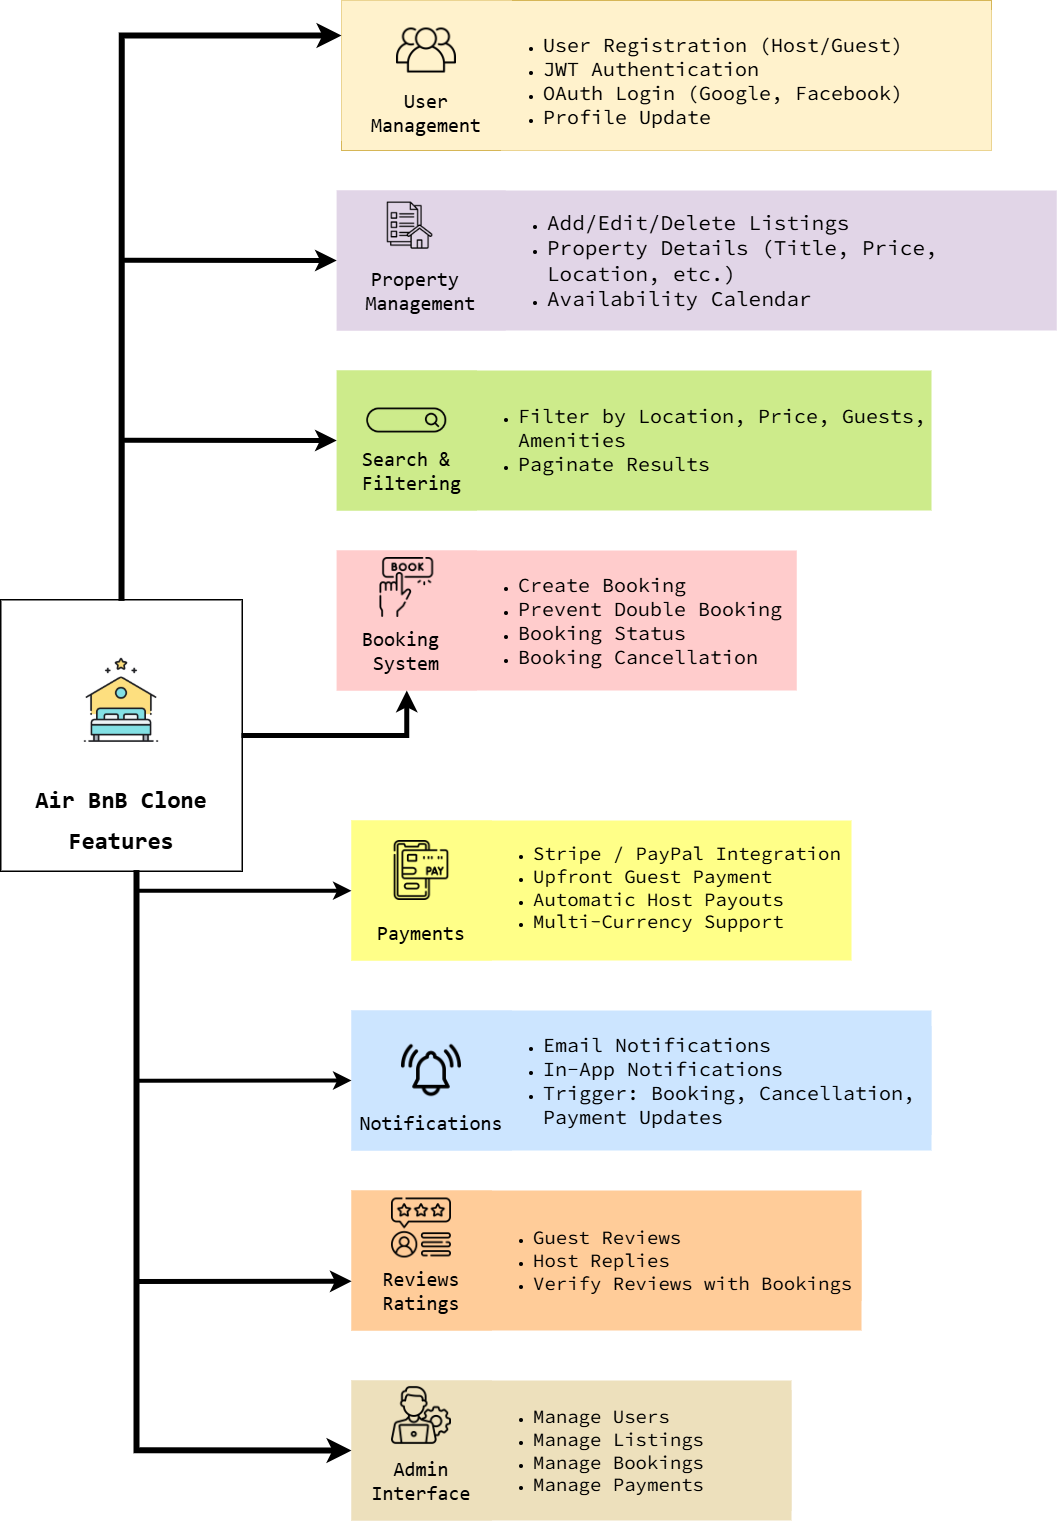 User
Management
• User Registration (Host/Guest)
• JWT Authentication
• OAuth Login (Google, Facebook)
• Profile Update
Property
Management
• Add/Edit/Delete Listings
• Property Details (Title, Price,
Location, etc.)
• Availability Calendar
Search &
Filtering
• Filter by Location, Price, Guests,
Amenities
• Paginate Results
BOOK
Booking
System
• Create Booking
• Prevent Double Booking
• Booking Status
• Booking Cancellation
Air BnB Clone
Features
PAY
Payments
• Stripe / PayPal Integration
• Upfront Guest Payment
• Automatic Host Payouts
• Multi-Currency Support
Notifications
• Email Notifications
• In-App Notifications
• Trigger: Booking, Cancellation,
Payment Updates
Reviews
Ratings
• Guest Reviews
• Host Replies
• Verify Reviews with Bookings
Admin
Interface
• Manage Users
• Manage Listings
• Manage Bookings
• Manage Payments